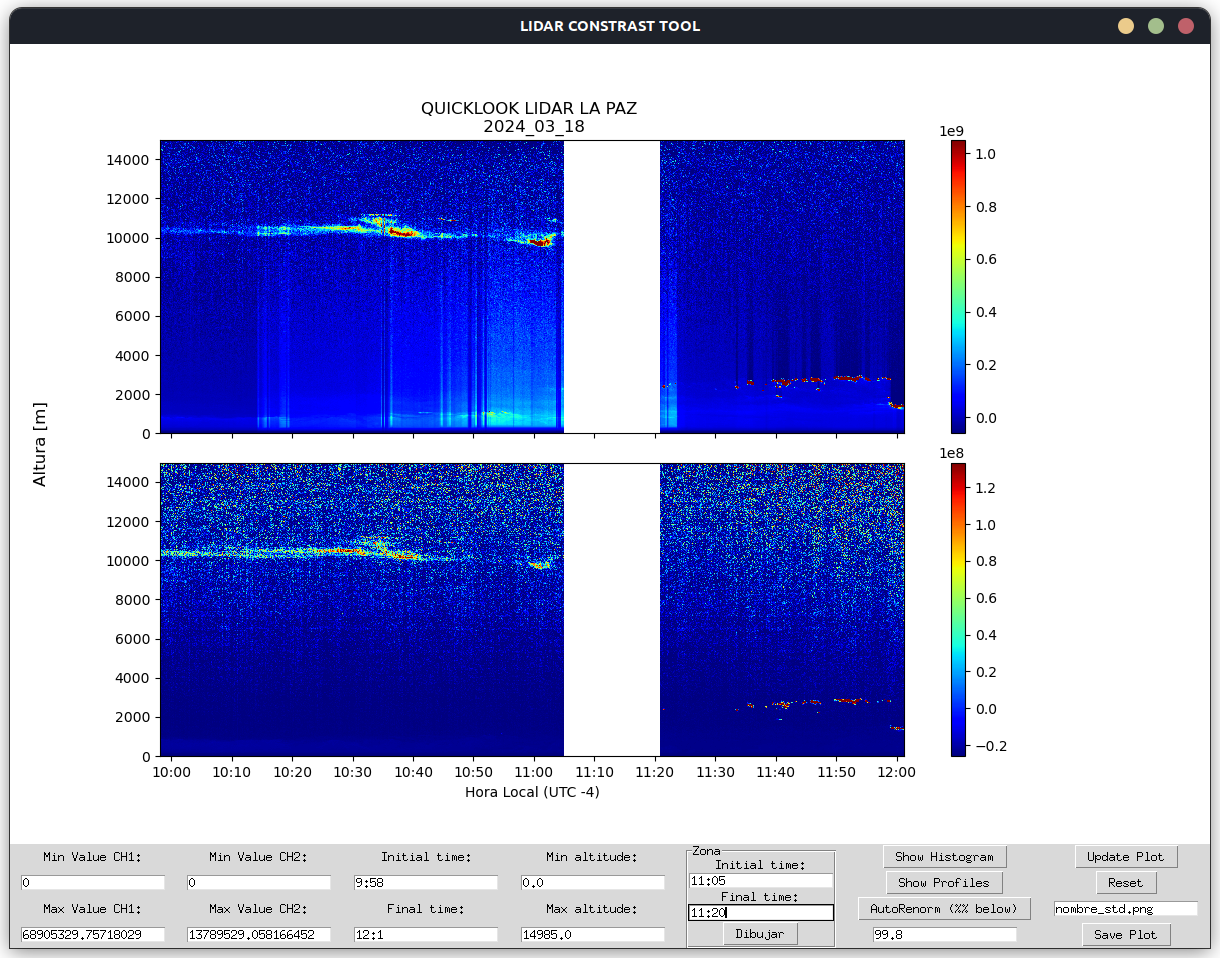 LIDAR CONSTRAST TOOL
QUICKLOOK LIDAR LA PAZ
2024_03_18
1e9
14000
12000
10000
8000
6000
4000
2000
0
1.0
0.8
0.6
0.4
0.2
0.0
Altura [m]
1e8
14000
12000
10000
8000
6000
4000
2000
0
1.2
1.0
0.8
0.6
0.4
0.2
0.0
−0.2
10:00 10:10 10:20 10:30 10:40 10:50 11:00 11:10 11:20 11:30 11:40 11:50 12:00
Hora Local (UTC -4)
Min Value CH1:
0
Max Value CH1:
68905329.75718029
Min Value CH2:
0
Max Value CH2:
13789529.058166452
Initial time:
9:58
Final time:
12:1
Min altitude:
0.0
Max altitude:
14985.0
Zona
Initial time:
11:05
Final time:
11:20
Dibujar
Show Histogram
Show Profiles
AutoRenorm (%% below)
99.8
Update Plot
Reset
nombre_std.png
Save Plot